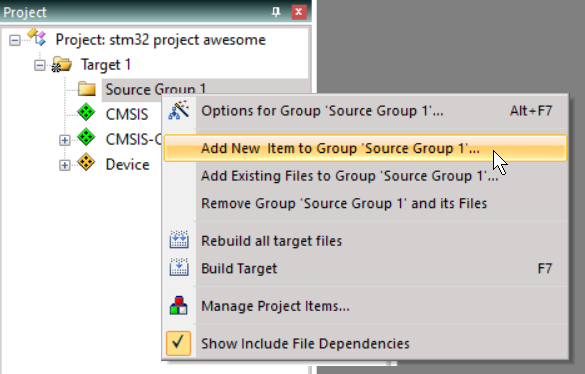 Project
Project: stm32 project awesome
Target 1
Source Group 1
CMSIS
CMSIS-C
Device
Options for Group 'Source Group 1'... Alt+F7
Add New Item to Group 'Source Group 1'...
Add Existing Files to Group 'Source Group 1'...
Remove Group 'Source Group 1' and its Files
Rebuild all target files
Build Target F7
Manage Project Items...
Show Include File Dependencies